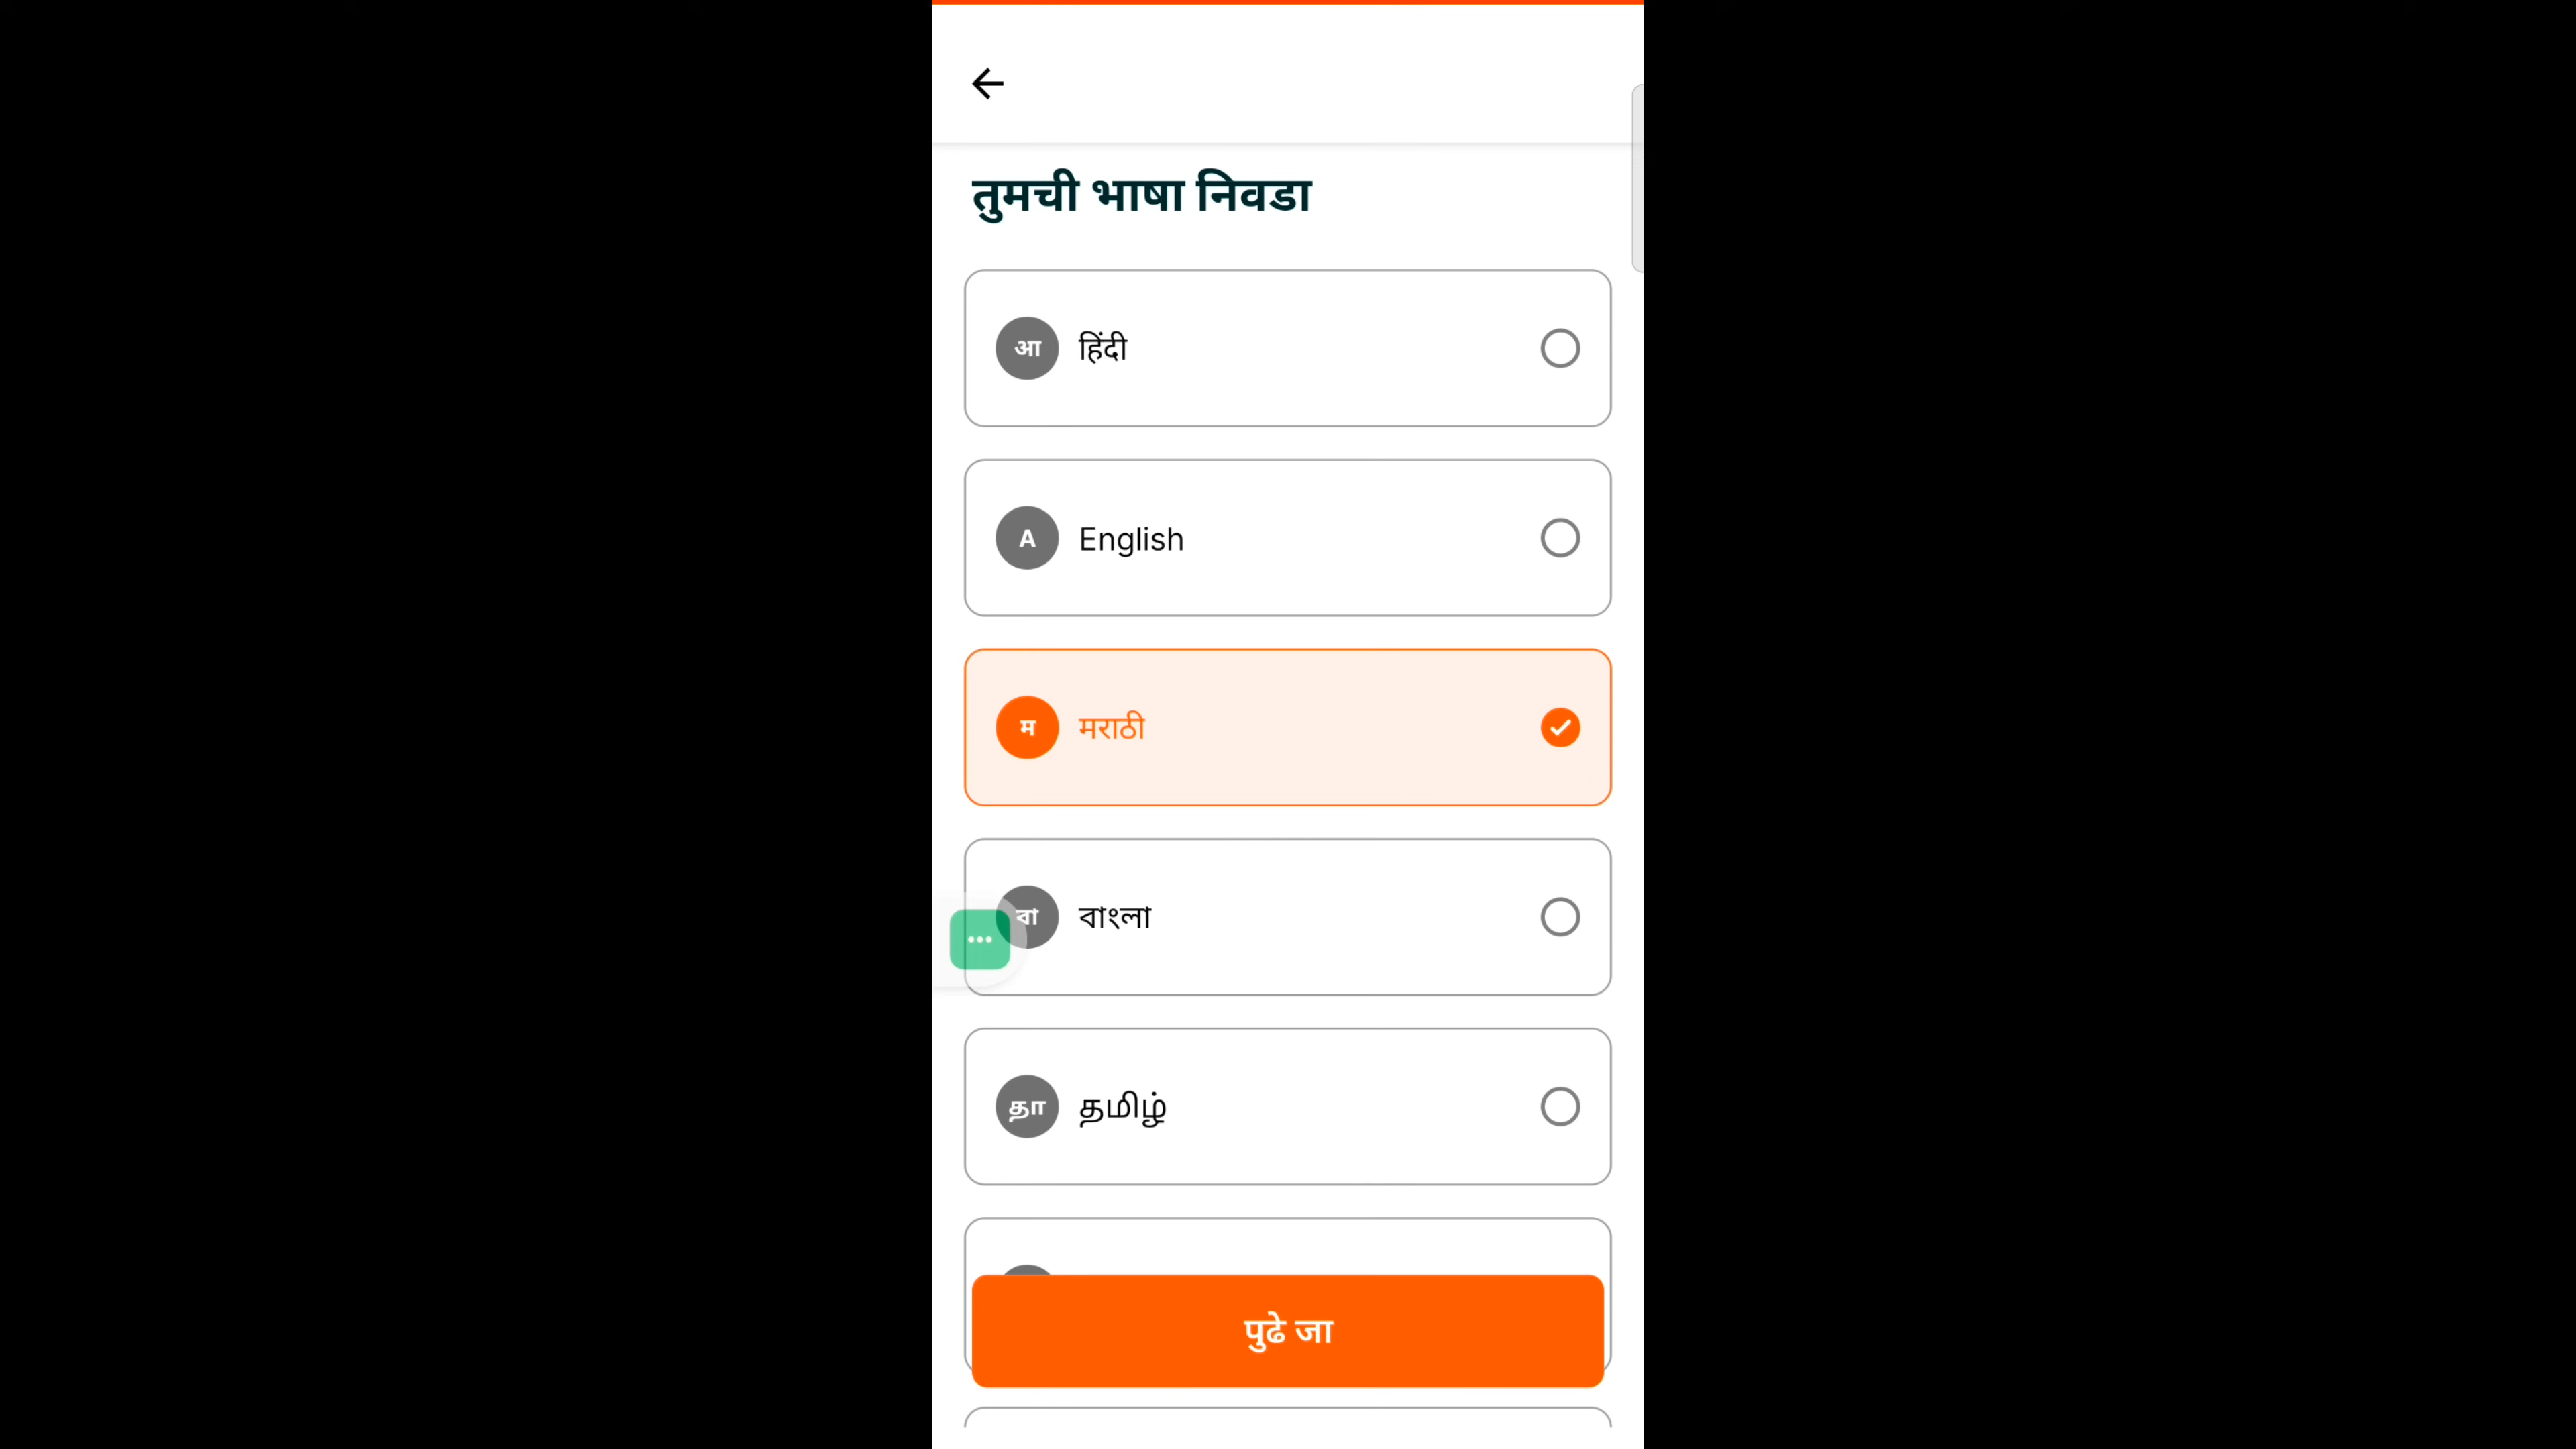 तुमची भाषा निवडा
आ हिंदी
A English
म मराठी
বা বাংলা
தா தமிழ்
पुढे जा